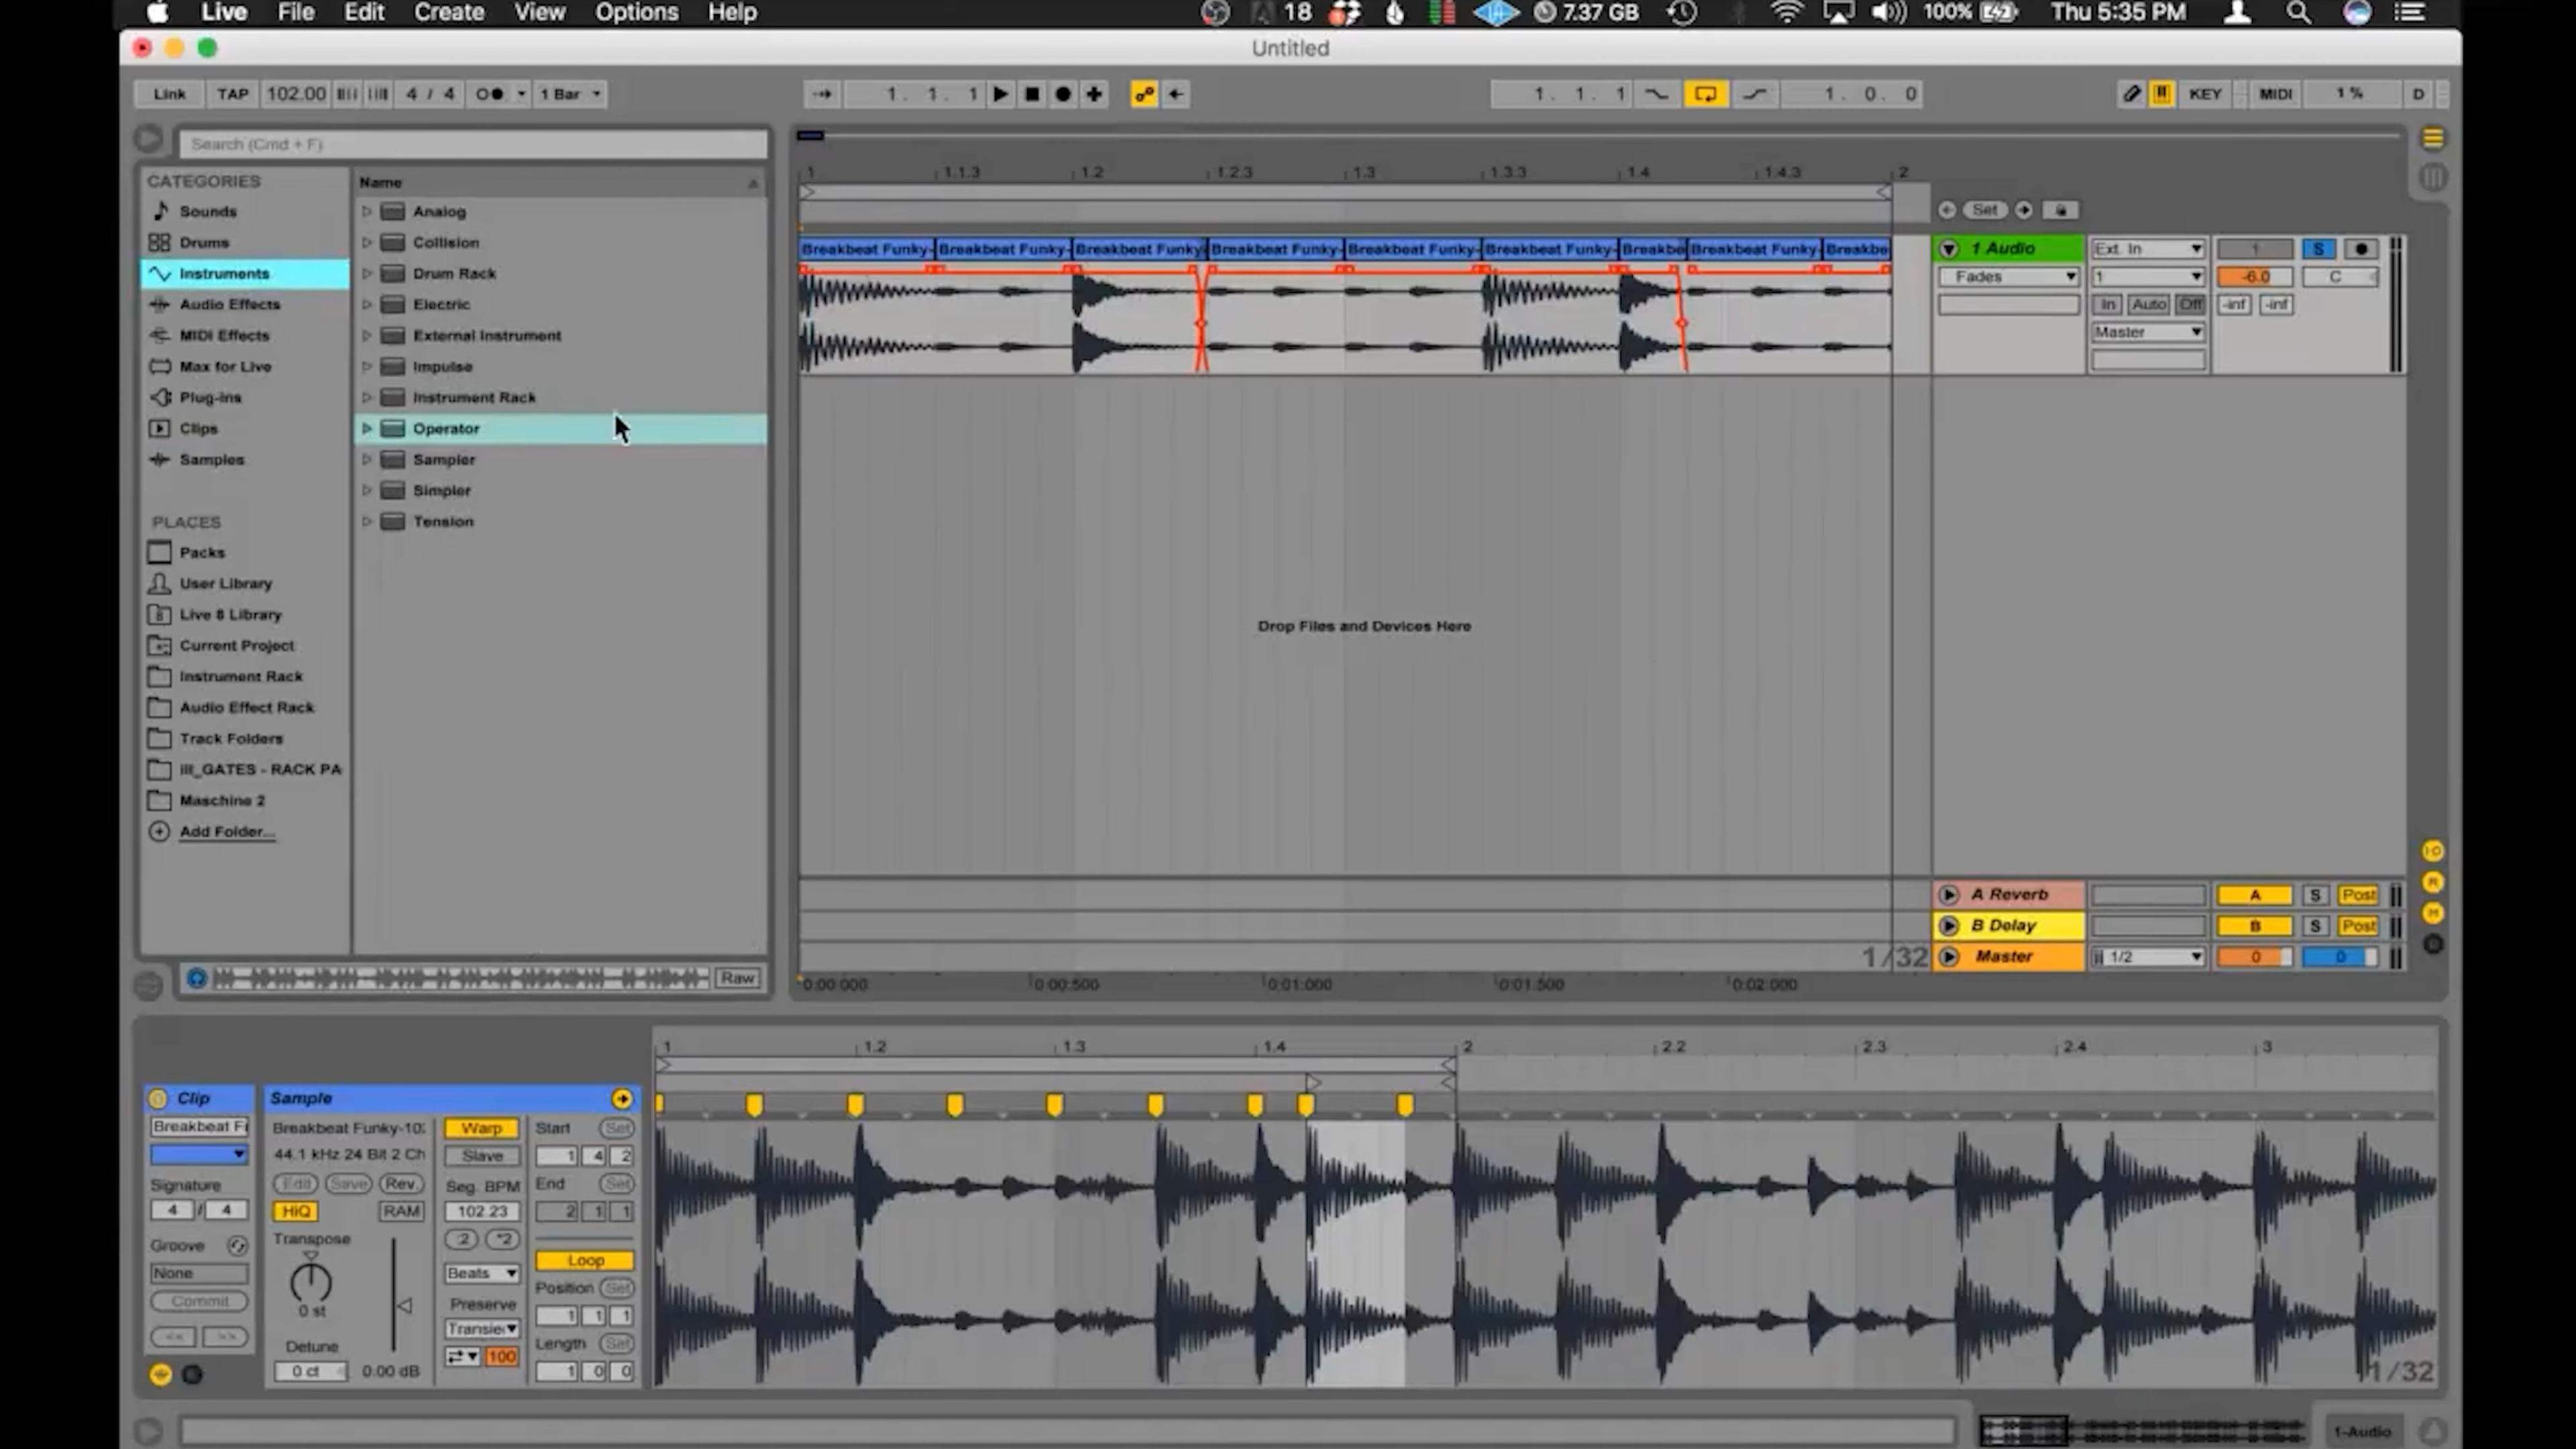 Live File Edit Create View Options Help 18 7.37 GB 100% Thu 5:35 PM
Untitled
Link TAP 102.00 4 / 4 1 Bar 1. 1. 1 1. 1. 1 1. 0. 0 KEY MIDI 1 % D
Search (Cmd + F)
CATEGORIES
Sounds
Drums
Instruments
Audio Effects
MIDI Effects
Max for Live
Plug-ins
Clips
Samples
PLACES
Packs
User Library
Live 8 Library
Current Project
Instrument Rack
Audio Effect Rack
Track Folders
ill_GATES - RACK PA
Maschine 2
Add Folder...
Name
Analog
Collision
Drum Rack
Electric
External Instrument
Impulse
Instrument Rack
Operator
Sampler
Simpler
Tension
Raw
1 1.1.3 1.2 1.2.3 1.3 1.3.3 1.4 1.4.3 2
Set
Breakbeat Funky- Breakbeat Funky- Breakbeat Funky Breakbeat Funky- Breakbeat Funky- Breakbeat Funky- Breakbe Breakbeat Funky- Breakbe
1 Audio Ext. In 1 S
Fades 1 -6.0 C
In Auto Off -inf -inf
Master
Drop Files and Devices Here
A Reverb A S Post
B Delay B S Post
1/32 Master 1/2 0 0
0:00:000 0:00:500 0:01:000 0:01:500 0:02:000
1 1.2 1.3 1.4 2 2.2 2.3 2.4 3
Clip
Breakbeat F
Signature
4 / 4
Groove
None
Commit
<< >>
Sample
Breakbeat Funky-10
44.1 kHz 24 Bit 2 Ch
Edit Save Rev.
HiQ RAM
Transpose
0 st
Detune
0 ct 0.00 dB
Warp
Slave
Seg. BPM
102.23
:2 *2
Beats
Preserve
Transie
100
Start Set
1 4 2
End Set
2 1 1
Loop
Position Set
1 1 1
Length Set
1 0 0
1/32
1-Audio